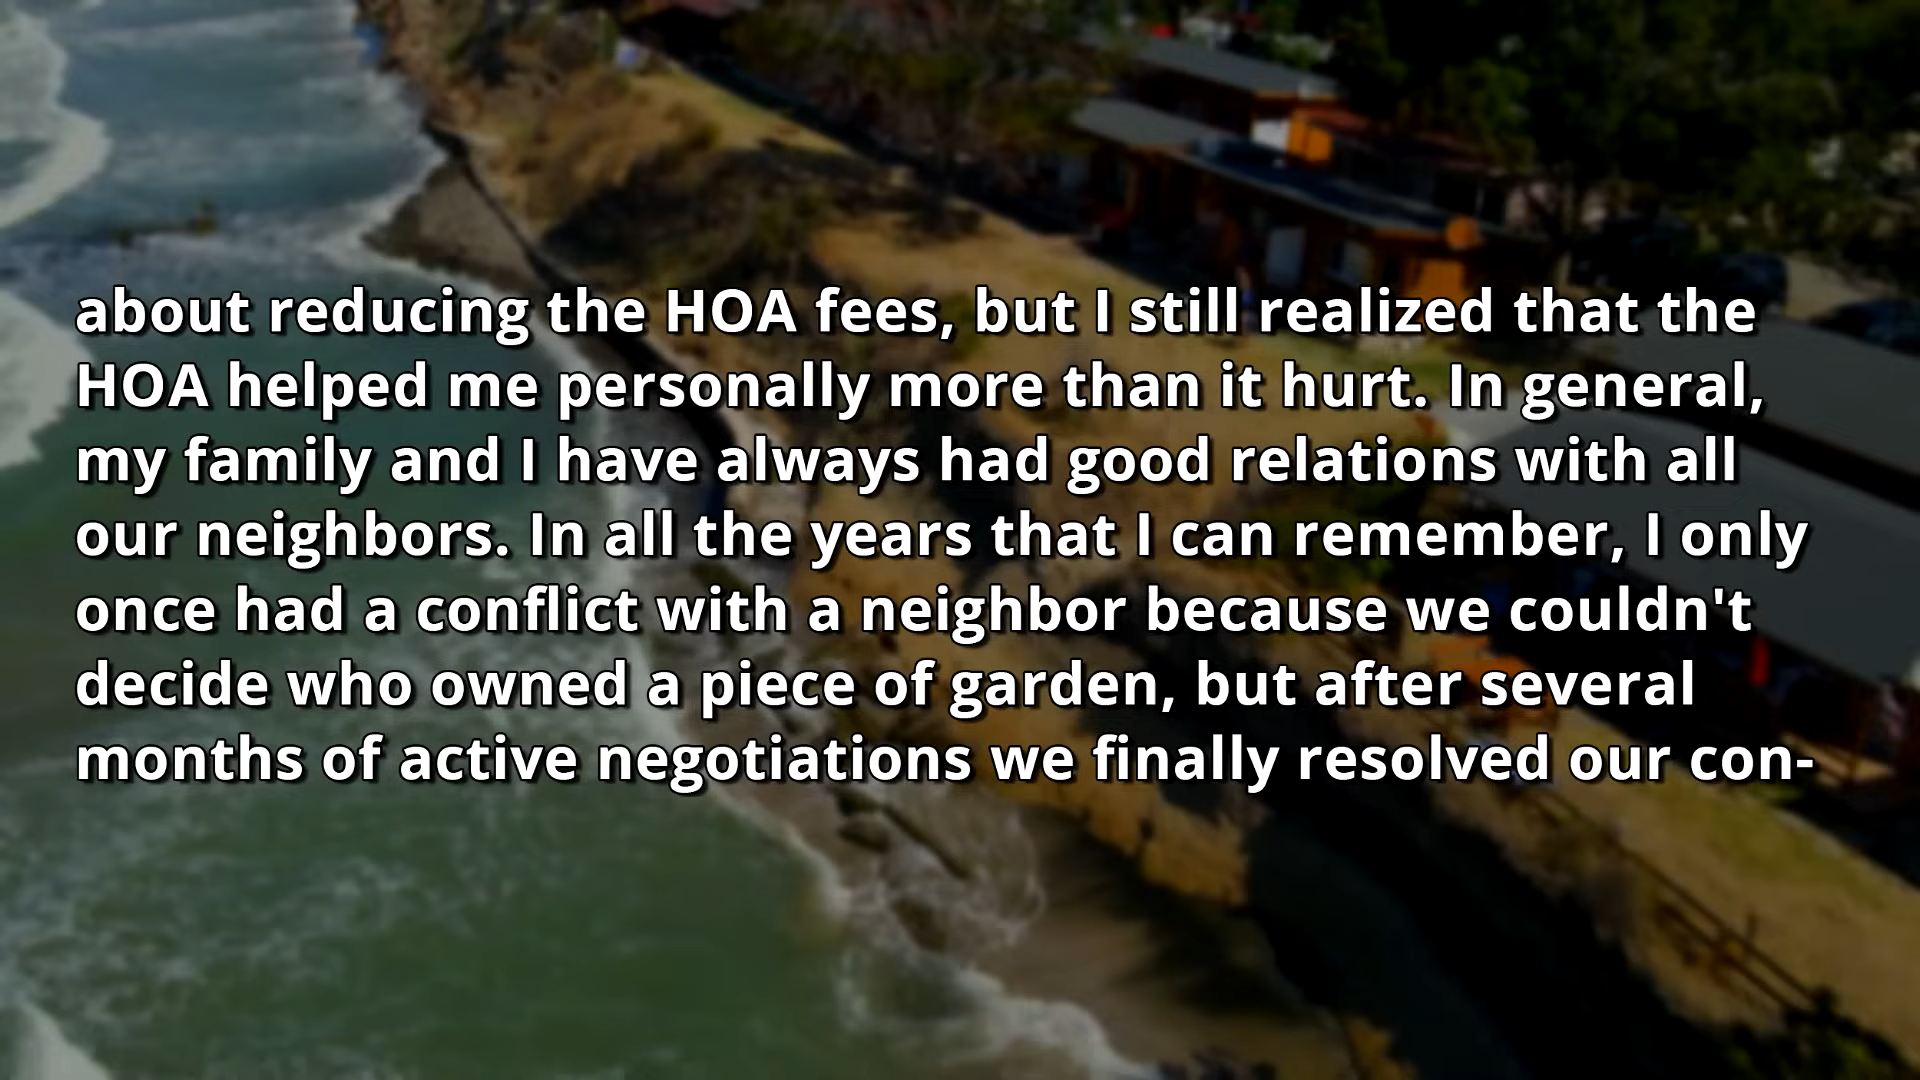 about reducing the HOA fees, but I still realized that the
HOA helped me personally more than it hurt. In general,
my family and I have always had good relations with all
our neighbors. In all the years that I can remember, I only
once had a conflict with a neighbor because we couldn't
decide who owned a piece of garden, but after several
months of active negotiations we finally resolved our con-